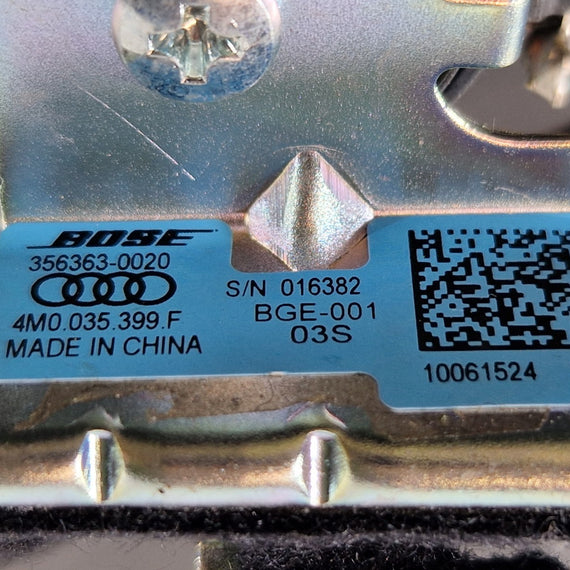 BOSE
356363-0020
4M0.035.399.F
MADE IN CHINA
S/N 016382
BGE-001
03S
10061524